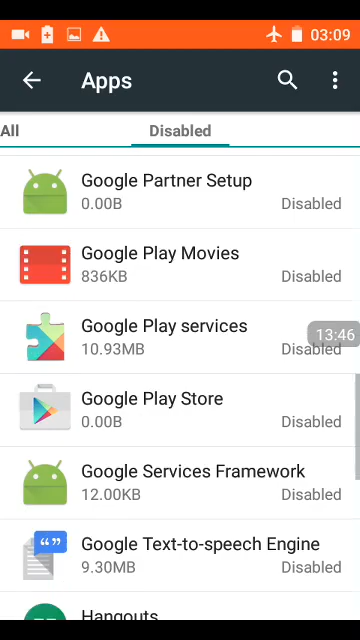 03:09
Apps
All
Disabled
Google Partner Setup
0.00B
Disabled
Google Play Movies
836KB
Disabled
Google Play services
13:46
10.93MB
Disabled
Google Play Store
0.00B
Disabled
Google Services Framework
12.00KB
Disabled
Google Text-to-speech Engine
9.30MB
Disabled
Hangouts